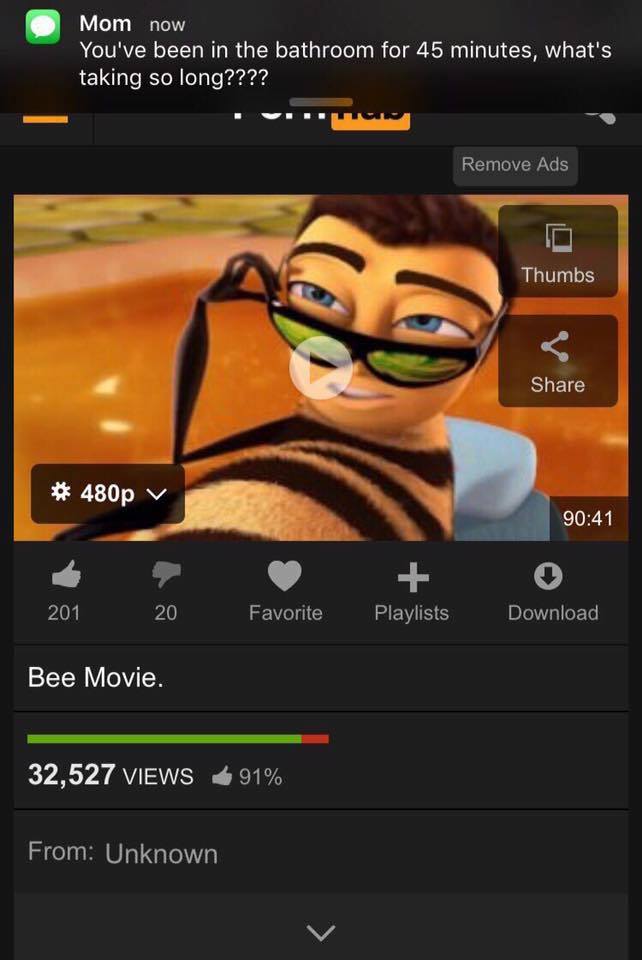 Mom now
You've been in the bathroom for 45 minutes, what's
taking so long????
Remove Ads
Thumbs
Share
480p
90:41
201 20 Favorite Playlists Download
Bee Movie.
32,527 VIEWS 91%
From: Unknown